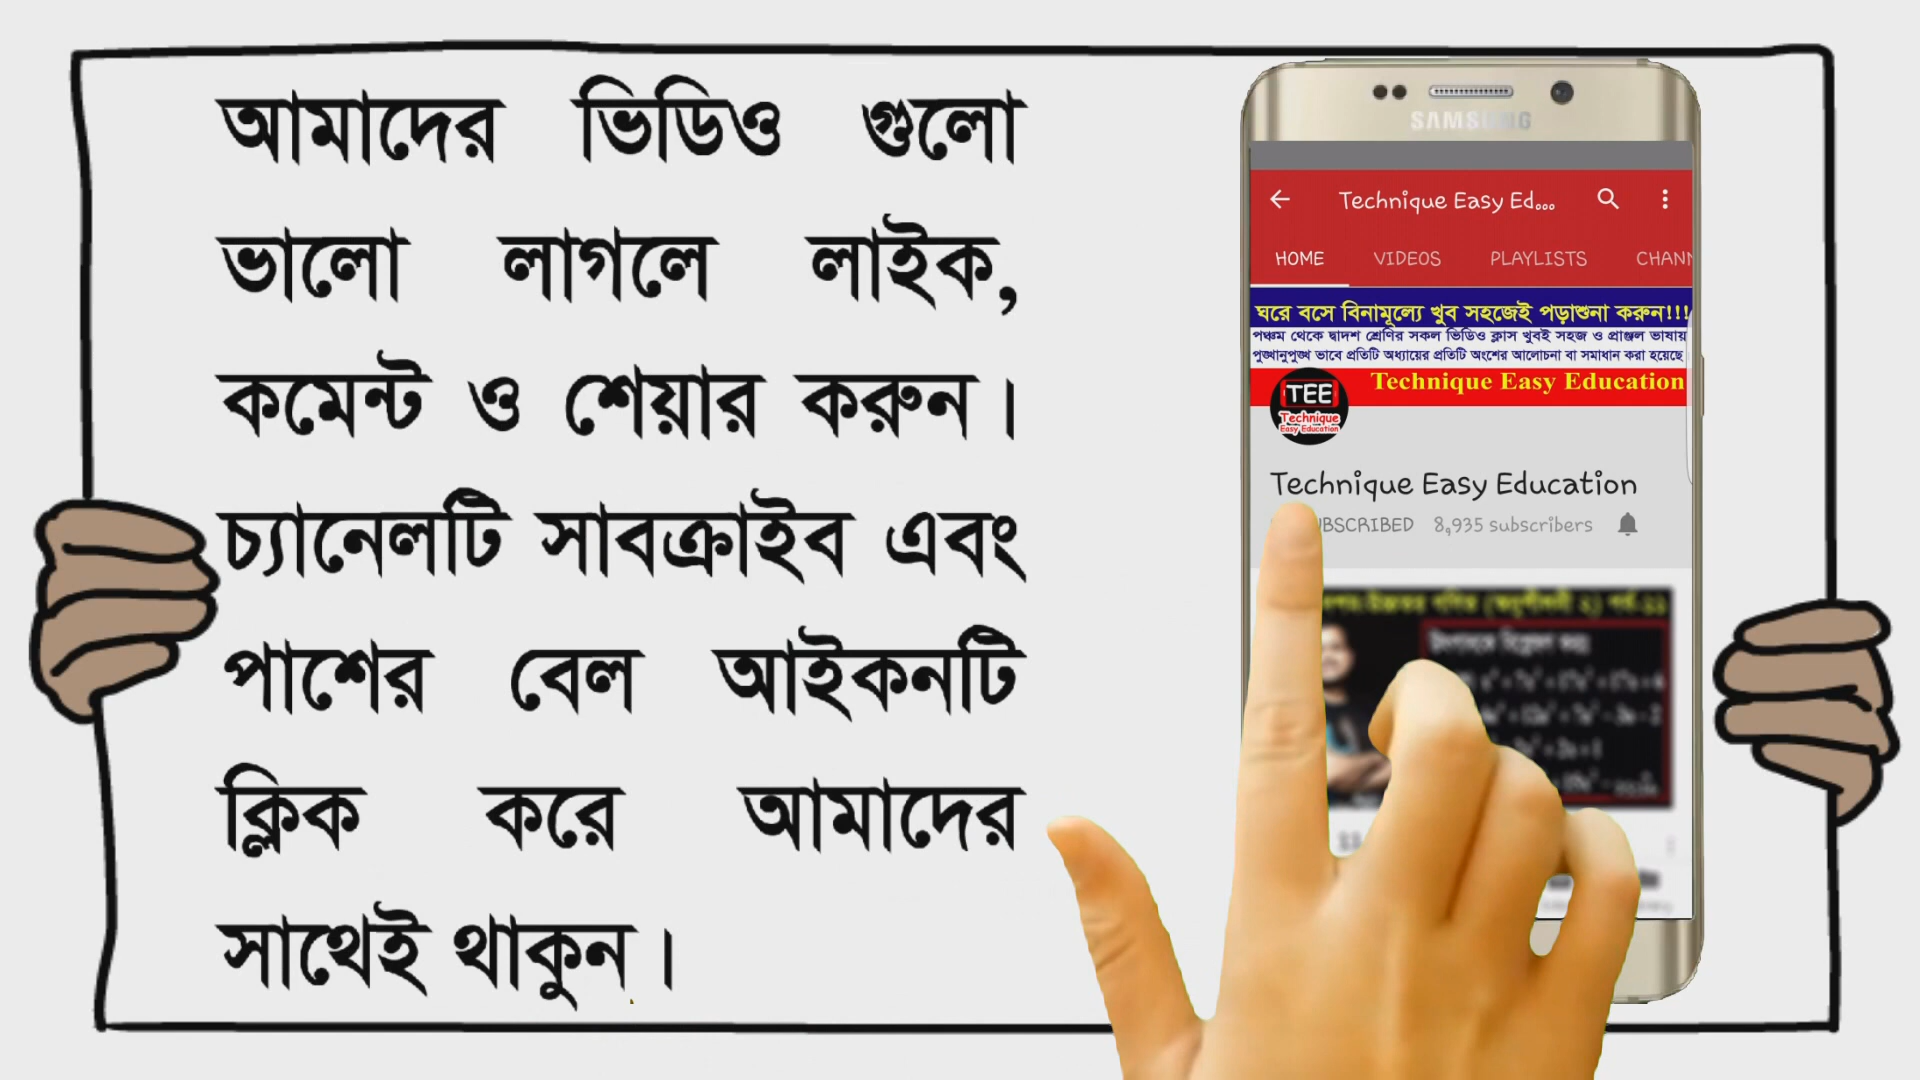 আমাদের ভিডিও গুলো
ভালো লাগলে লাইক,
কমেন্ট ও শেয়ার করুন।
চ্যানেলটি সাবক্রাইব এবং
পাশের বেল আইকনটি
ক্লিক করে আমাদের
সাথেই থাকুন।
SAMSUNG
Technique Easy Ed...
HOME VIDEOS PLAYLISTS CHANN
ঘরে বসে বিনামূল্যে খুব সহজেই পড়াশুনা করুন!!!
পঞ্চম থেকে দ্বাদশ শ্রেণির সকল ভিডিও ক্লাস খুবই সহজ ও প্রাঞ্জল ভাষায়
পুঙ্খানুপুঙ্খ ভাবে প্রতিটি অধ্যায়ের প্রতিটি অংশের আলোচনা বা সমাধান করা হয়েছে
Technique Easy Education
TEE
Technique
Easy Education
Technique Easy Education
UBSCRIBED 8,935 subscribers